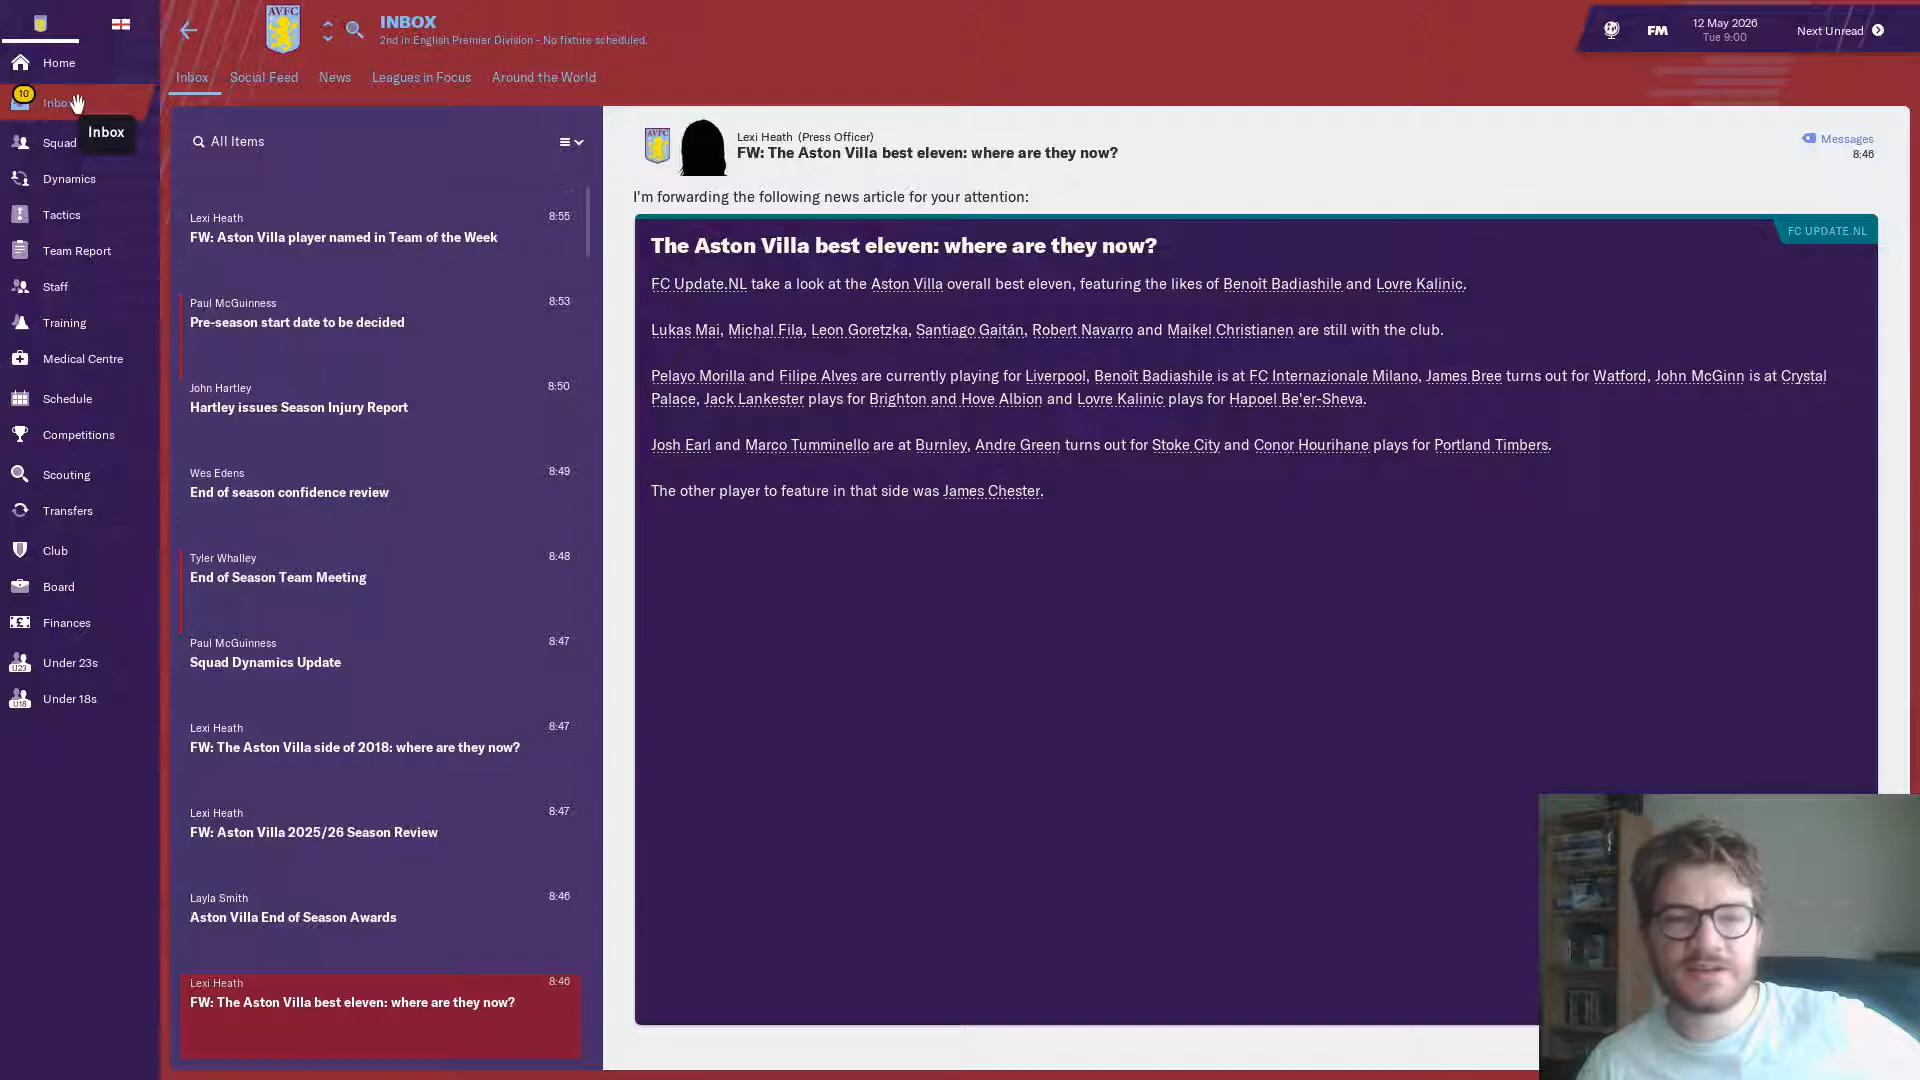 AVFC
INBOX
2nd in English Premier Division - No fixture scheduled.
FM
12 May 2026
Tue 9:00
Next Unread
Inbox
Social Feed
News
Leagues in Focus
Around the World
Home
10
Inbox
Inbox
Squad
Dynamics
Tactics
Team Report
Staff
Training
Medical Centre
Schedule
Competitions
Scouting
Transfers
Club
Board
Finances
U23
Under 23s
U18
Under 18s
All Items
Lexi Heath
8:55
FW: Aston Villa player named in Team of the Week
Paul McGuinness
8:53
Pre-season start date to be decided
John Hartley
8:50
Hartley issues Season Injury Report
Wes Edens
8:49
End of season confidence review
Tyler Whalley
8:48
End of Season Team Meeting
Paul McGuinness
8:47
Squad Dynamics Update
Lexi Heath
8:47
FW: The Aston Villa side of 2018: where are they now?
Lexi Heath
8:47
FW: Aston Villa 2025/26 Season Review
Layla Smith
8:46
Aston Villa End of Season Awards
Lexi Heath
8:46
FW: The Aston Villa best eleven: where are they now?
AVFC
Lexi Heath (Press Officer)
FW: The Aston Villa best eleven: where are they now?
Messages
8:46
I'm forwarding the following news article for your attention:
FC UPDATE.NL
The Aston Villa best eleven: where are they now?
FC Update.NL take a look at the Aston Villa overall best eleven, featuring the likes of Benoît Badiashile and Lovre Kalinic.
Lukas Mai, Michal Fila, Leon Goretzka, Santiago Gaitán, Robert Navarro and Maikel Christianen are still with the club.
Pelayo Morilla and Filipe Alves are currently playing for Liverpool, Benoît Badiashile is at FC Internazionale Milano, James Bree turns out for Watford, John McGinn is at Crystal
Palace, Jack Lankester plays for Brighton and Hove Albion and Lovre Kalinic plays for Hapoel Be'er-Sheva.
Josh Earl and Marco Tumminello are at Burnley, Andre Green turns out for Stoke City and Conor Hourihane plays for Portland Timbers.
The other player to feature in that side was James Chester.